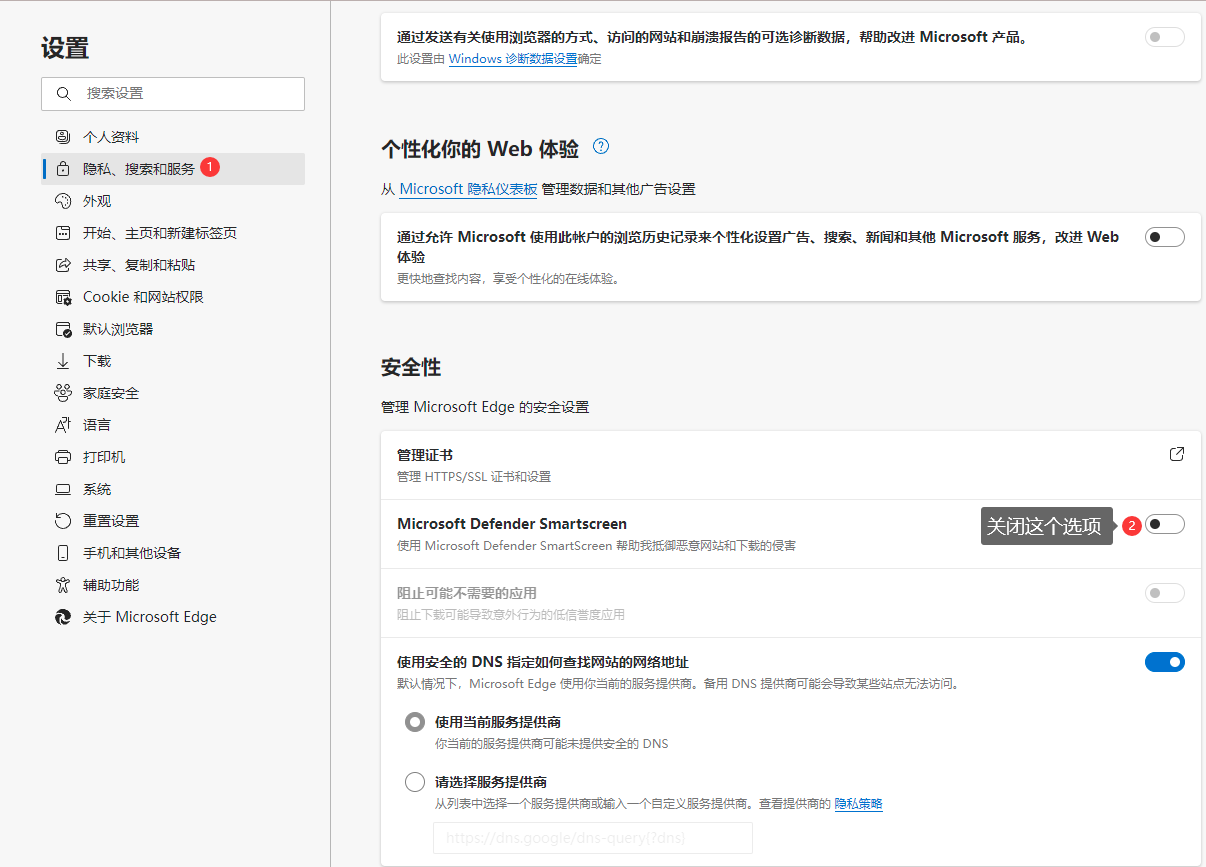 设置
搜索设置
个人资料
隐私、搜索和服务 1
外观
开始、主页和新建标签页
共享、复制和粘贴
Cookie 和网站权限
默认浏览器
下载
家庭安全
语言
打印机
系统
重置设置
手机和其他设备
辅助功能
关于 Microsoft Edge
通过发送有关使用浏览器的方式、访问的网站和崩溃报告的可选诊断数据，帮助改进 Microsoft 产品。
此设置由 Windows 诊断数据设置确定
个性化你的 Web 体验
从 Microsoft 隐私仪表板 管理数据和其他广告设置
通过允许 Microsoft 使用此帐户的浏览历史记录来个性化设置广告、搜索、新闻和其他 Microsoft 服务，改进 Web
体验
更快地查找内容，享受个性化的在线体验。
安全性
管理 Microsoft Edge 的安全设置
管理证书
管理 HTTPS/SSL 证书和设置
Microsoft Defender Smartscreen
使用 Microsoft Defender SmartScreen 帮助我抵御恶意网站和下载的侵害
关闭这个选项 2
阻止可能不需要的应用
阻止下载可能导致意外行为的低信誉度应用
使用安全的 DNS 指定如何查找网站的网络地址
默认情况下，Microsoft Edge 使用你当前的服务提供商。备用 DNS 提供商可能会导致某些站点无法访问。
使用当前服务提供商
你当前的服务提供商可能未提供安全的 DNS
请选择服务提供商
从列表中选择一个服务提供商或输入一个自定义服务提供商。查看提供商的 隐私策略
https://dns.google/dns-query{?dns}